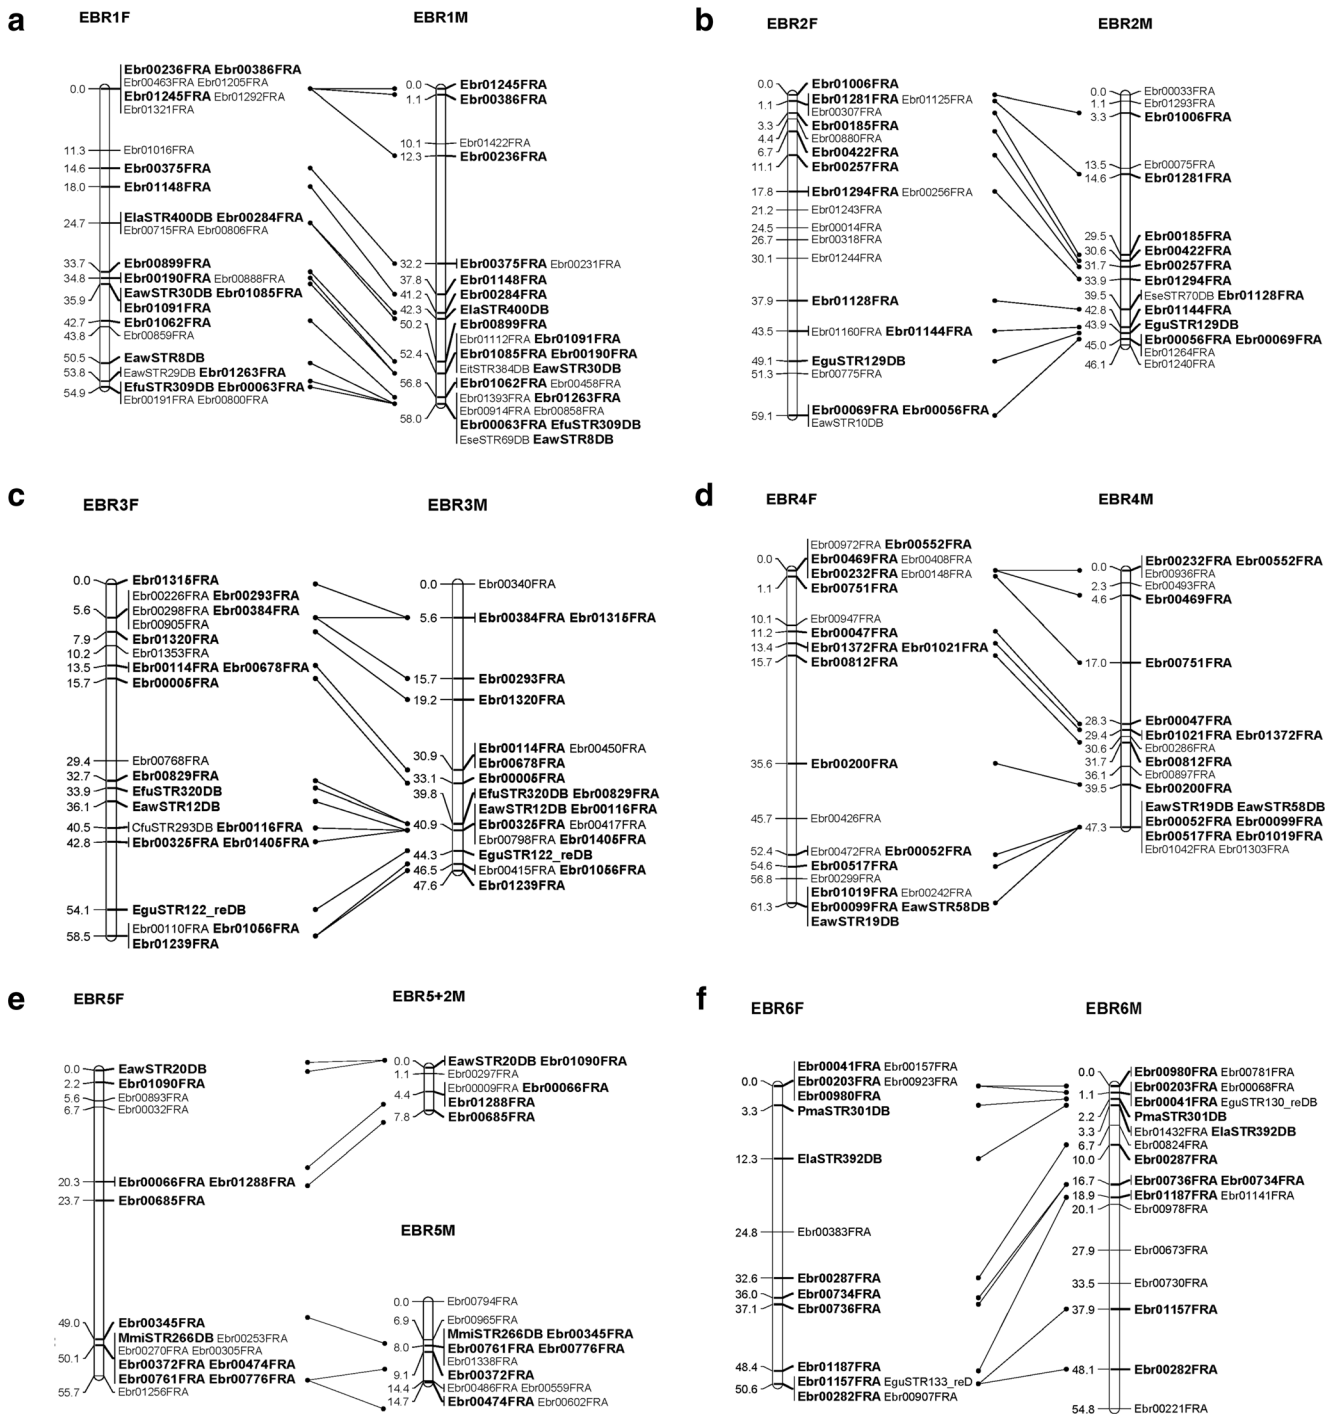 a
EBR1F
EBR1M
0.0
Ebr00236FRA Ebr00386FRA
Ebr00463FRA Ebr01205FRA
Ebr01245FRA Ebr01292FRA
Ebr01321FRA
11.3 Ebr01016FRA
14.6 Ebr00375FRA
18.0 Ebr01148FRA
24.7 ElaSTR400DB Ebr00284FRA
Ebr00715FRA Ebr00806FRA
33.7 Ebr00899FRA
34.8 Ebr00190FRA Ebr00888FRA
35.9 EawSTR30DB Ebr01085FRA
Ebr01091FRA
42.7 Ebr01062FRA
43.8 Ebr00859FRA
50.5 EawSTR8DB
53.8 EawSTR29DB Ebr01263FRA
54.9 EfuSTR309DB Ebr00063FRA
Ebr00191FRA Ebr00800FRA
0.0 Ebr01245FRA
1.1 Ebr00386FRA
10.1 Ebr01422FRA
12.3 Ebr00236FRA
32.2 Ebr00375FRA Ebr00231FRA
37.8 Ebr01148FRA
41.2 Ebr00284FRA
42.3 ElaSTR400DB
50.2 Ebr00899FRA
Ebr01112FRA Ebr01091FRA
52.4 Ebr01085FRA Ebr00190FRA
EitSTR384DB EawSTR30DB
56.8 Ebr01062FRA Ebr00458FRA
Ebr01393FRA Ebr01263FRA
Ebr00914FRA Ebr00858FRA
58.0 Ebr00063FRA EfuSTR309DB
EseSTR69DB EawSTR8DB
b
EBR2F
EBR2M
0.0 Ebr01006FRA
1.1 Ebr01281FRA Ebr01125FRA
Ebr00307FRA
3.3 Ebr00185FRA
4.4 Ebr00880FRA
6.7 Ebr00422FRA
11.1 Ebr00257FRA
17.8 Ebr01294FRA Ebr00256FRA
21.2 Ebr01243FRA
24.5 Ebr00014FRA
26.7 Ebr00318FRA
30.1 Ebr01244FRA
37.9 Ebr01128FRA
43.5 Ebr01160FRA Ebr01144FRA
49.1 EguSTR129DB
51.3 Ebr00775FRA
59.1 Ebr00069FRA Ebr00056FRA
EawSTR10DB
0.0 Ebr00033FRA
1.1 Ebr01293FRA
3.3 Ebr01006FRA
13.5 Ebr00075FRA
14.6 Ebr01281FRA
29.5 Ebr00185FRA
30.6 Ebr00422FRA
31.7 Ebr00257FRA
33.9 Ebr01294FRA
39.5 EseSTR70DB Ebr01128FRA
42.8 Ebr01144FRA
43.9 EguSTR129DB
45.0 Ebr00056FRA Ebr00069FRA
Ebr01264FRA
46.1 Ebr01240FRA
c
EBR3F
EBR3M
0.0 Ebr01315FRA
Ebr00226FRA Ebr00293FRA
5.6 Ebr00298FRA Ebr00384FRA
Ebr00905FRA
7.9 Ebr01320FRA
10.2 Ebr01353FRA
13.5 Ebr00114FRA Ebr00678FRA
15.7 Ebr00005FRA
29.4 Ebr00768FRA
32.7 Ebr00829FRA
33.9 EfuSTR320DB
36.1 EawSTR12DB
40.5 CfuSTR293DB Ebr00116FRA
42.8 Ebr00325FRA Ebr01405FRA
54.1 EguSTR122_reDB
58.5 Ebr00110FRA Ebr01056FRA
Ebr01239FRA
0.0 Ebr00340FRA
5.6 Ebr00384FRA Ebr01315FRA
15.7 Ebr00293FRA
19.2 Ebr01320FRA
30.9 Ebr00114FRA Ebr00450FRA
Ebr00678FRA
33.1 Ebr00005FRA
39.8 EfuSTR320DB Ebr00829FRA
EawSTR12DB Ebr00116FRA
40.9 Ebr00325FRA Ebr00417FRA
Ebr00798FRA Ebr01405FRA
44.3 EguSTR122_reDB
46.5 Ebr00415FRA Ebr01056FRA
47.6 Ebr01239FRA
d
EBR4F
EBR4M
Ebr00972FRA Ebr00552FRA
0.0 Ebr00469FRA Ebr00408FRA
Ebr00232FRA Ebr00148FRA
1.1 Ebr00751FRA
10.1 Ebr00947FRA
11.2 Ebr00047FRA
13.4 Ebr01372FRA Ebr01021FRA
15.7 Ebr00812FRA
35.6 Ebr00200FRA
45.7 Ebr00426FRA
52.4 Ebr00472FRA Ebr00052FRA
54.6 Ebr00517FRA
56.8 Ebr00299FRA
Ebr01019FRA Ebr00242FRA
61.3 Ebr00099FRA EawSTR58DB
EawSTR19DB
0.0 Ebr00232FRA Ebr00552FRA
Ebr00936FRA
2.3 Ebr00493FRA
4.6 Ebr00469FRA
17.0 Ebr00751FRA
28.3 Ebr00047FRA
29.4 Ebr01021FRA Ebr01372FRA
30.6 Ebr00286FRA
31.7 Ebr00812FRA
36.1 Ebr00897FRA
39.5 Ebr00200FRA
EawSTR19DB EawSTR58DB
47.3 Ebr00052FRA Ebr00099FRA
Ebr00517FRA Ebr01019FRA
Ebr01042FRA Ebr01303FRA
e
EBR5F
EBR5+2M
0.0 EawSTR20DB
2.2 Ebr01090FRA
5.6 Ebr00893FRA
6.7 Ebr00032FRA
20.3 Ebr00066FRA Ebr01288FRA
23.7 Ebr00685FRA
49.0 Ebr00345FRA
MmiSTR266DB Ebr00253FRA
50.1 Ebr00270FRA Ebr00305FRA
Ebr00372FRA Ebr00474FRA
Ebr00761FRA Ebr00776FRA
55.7 Ebr01256FRA
0.0 EawSTR20DB Ebr01090FRA
1.1 Ebr00297FRA
4.4 Ebr00009FRA Ebr00066FRA
Ebr01288FRA
7.8 Ebr00685FRA
EBR5M
0.0 Ebr00794FRA
6.9 Ebr00965FRA
MmiSTR266DB Ebr00345FRA
8.0 Ebr00761FRA Ebr00776FRA
Ebr01338FRA
9.1 Ebr00372FRA
14.4 Ebr00486FRA Ebr00559FRA
14.7 Ebr00474FRA Ebr00602FRA
f
EBR6F
EBR6M
Ebr00041FRA Ebr00157FRA
0.0 Ebr00203FRA Ebr00923FRA
Ebr00980FRA
3.3 PmaSTR301DB
12.3 ElaSTR392DB
24.8 Ebr00383FRA
32.6 Ebr00287FRA
36.0 Ebr00734FRA
37.1 Ebr00736FRA
48.4 Ebr01187FRA
50.6 Ebr01157FRA EguSTR133_reD
Ebr00282FRA Ebr00907FRA
0.0 Ebr00980FRA Ebr00781FRA
1.1 Ebr00203FRA Ebr00068FRA
Ebr00041FRA EguSTR130_reDB
2.2 PmaSTR301DB
3.3 Ebr01432FRA ElaSTR392DB
6.7 Ebr00824FRA
10.0 Ebr00287FRA
16.7 Ebr00736FRA Ebr00734FRA
18.9 Ebr01187FRA Ebr01141FRA
20.1 Ebr00978FRA
27.9 Ebr00673FRA
33.5 Ebr00730FRA
37.9 Ebr01157FRA
48.1 Ebr00282FRA
54.8 Ebr00221FRA